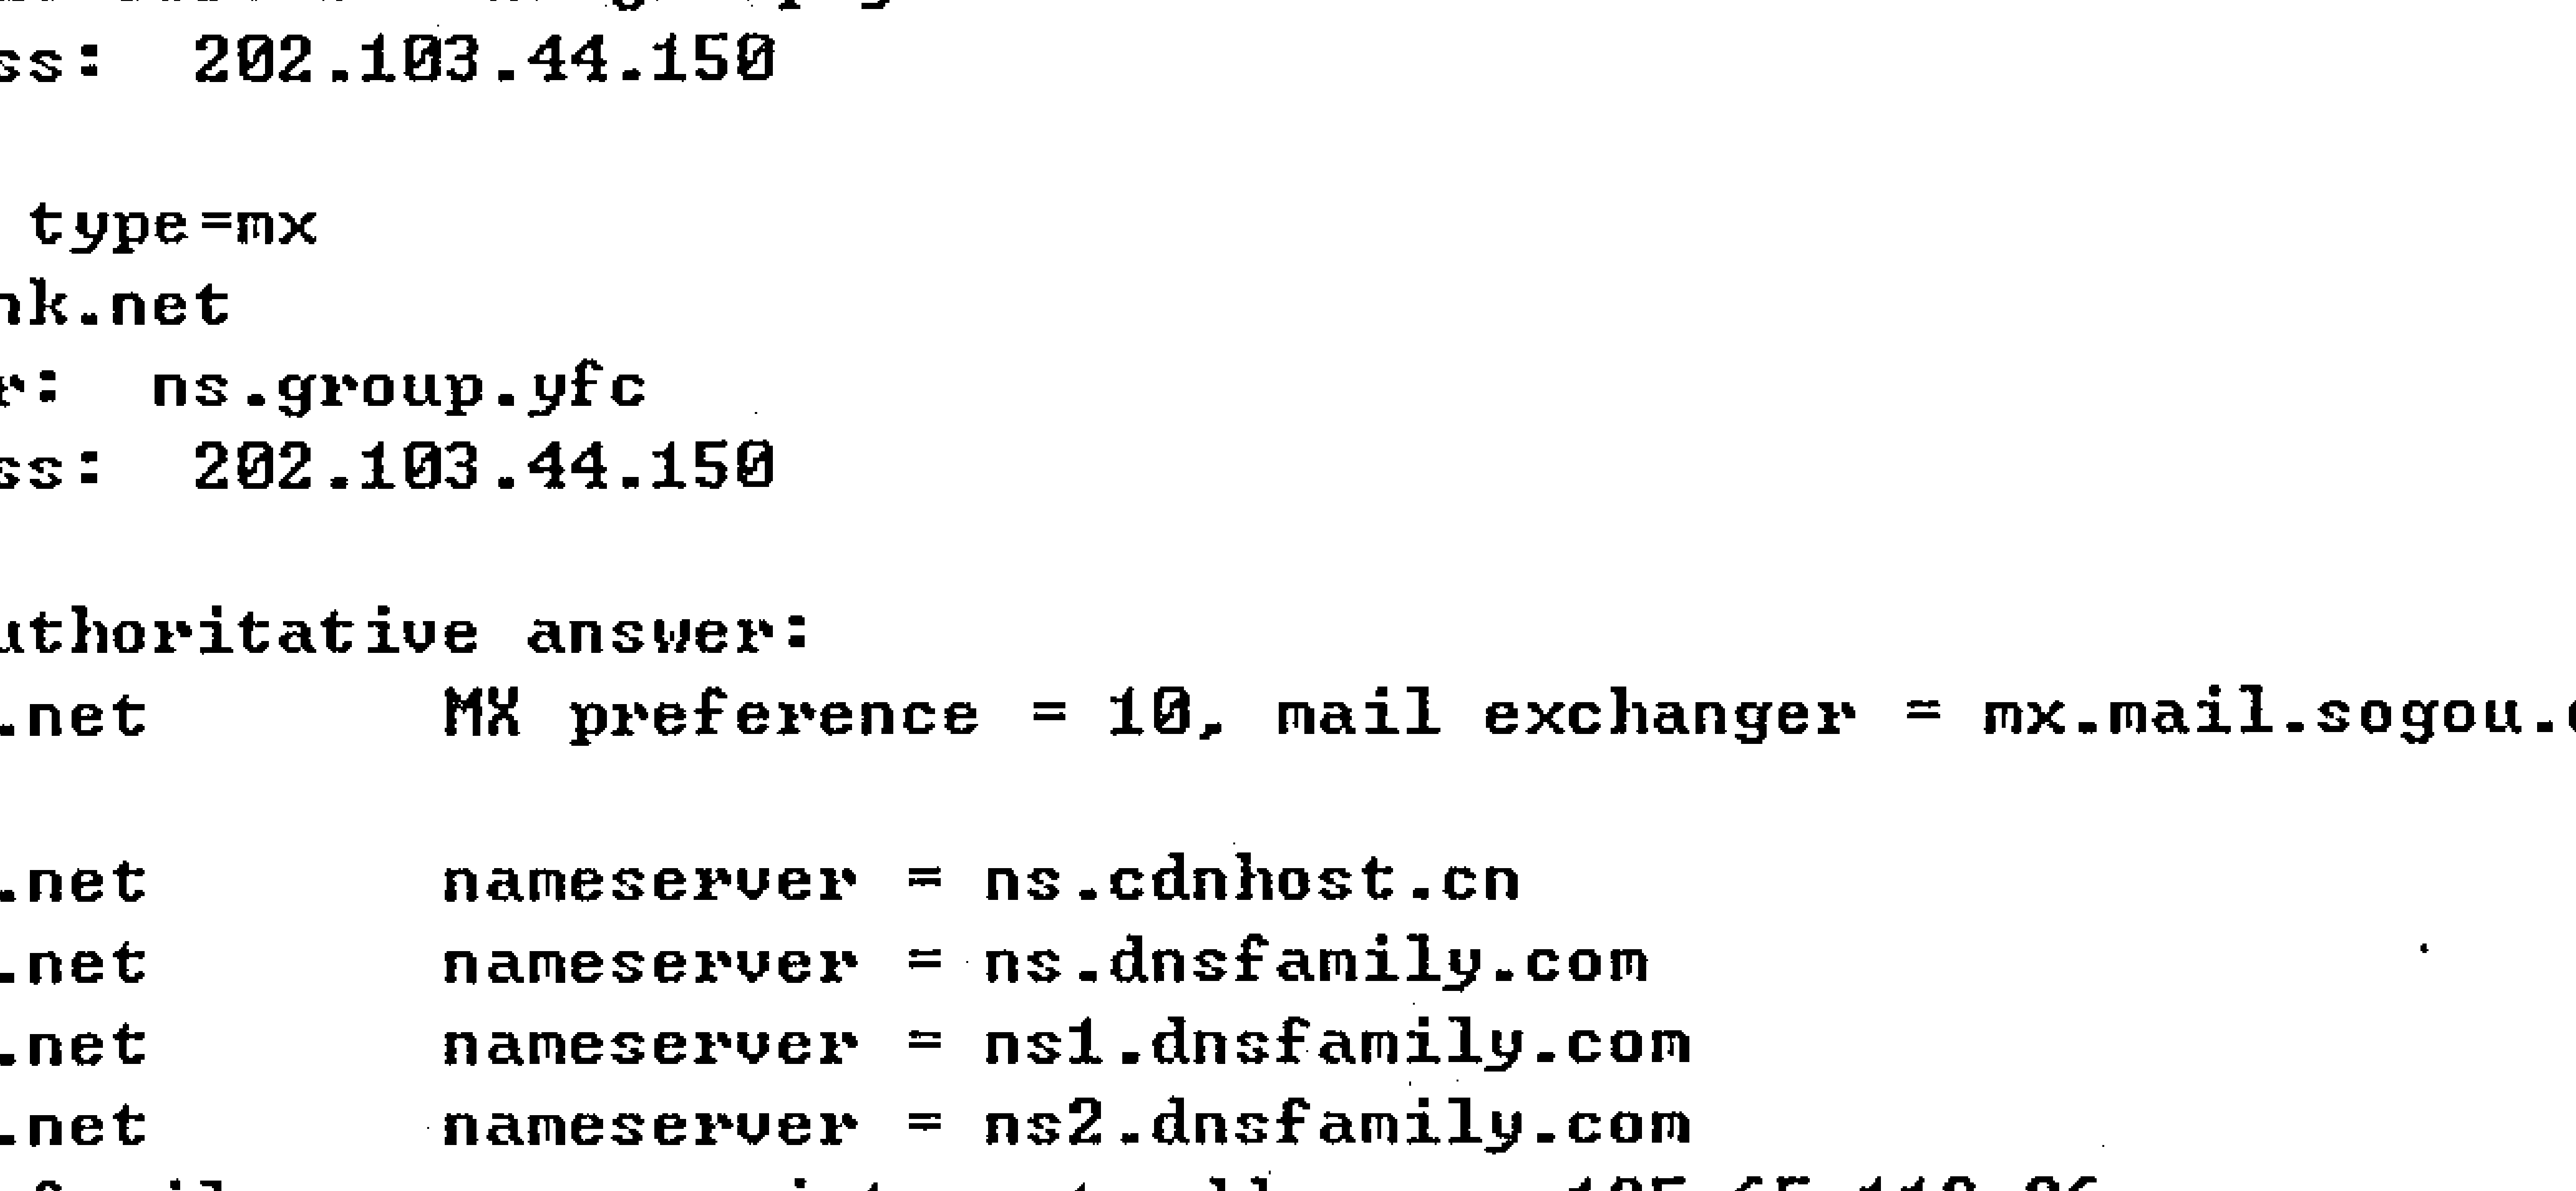 ss:  202.103.44.150
type=mx
nk.net
r:  ns.group.yfc
ss:  202.103.44.150
uthoritative answer:
.net       MX preference = 10, mail exchanger = mx.mail.sogou.
.net       nameserver = ns.cdnhost.cn
.net       nameserver = ns.dnsfamily.com
.net       nameserver = ns1.dnsfamily.com
.net       nameserver = ns2.dnsfamily.com